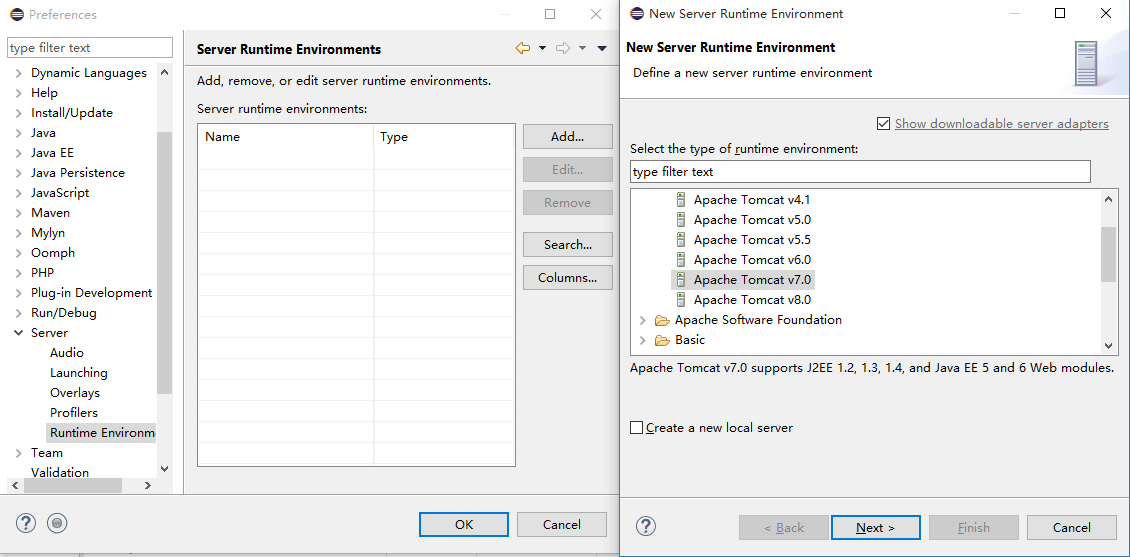 Preferences
type filter text
Dynamic Languages
Help
Install/Update
Java
Java EE
Java Persistence
JavaScript
Maven
Mylyn
Oomph
PHP
Plug-in Development
Run/Debug
Server
Audio
Launching
Overlays
Profilers
Runtime Environm
Team
Validation
Server Runtime Environments
Add, remove, or edit server runtime environments.
Server runtime environments:
Name Type
Add...
Edit...
Remove
Search...
Columns...
OK Cancel
New Server Runtime Environment
New Server Runtime Environment
Define a new server runtime environment
Show downloadable server adapters
Select the type of runtime environment:
type filter text
Apache Tomcat v4.1
Apache Tomcat v5.0
Apache Tomcat v5.5
Apache Tomcat v6.0
Apache Tomcat v7.0
Apache Tomcat v8.0
Apache Software Foundation
Basic
Apache Tomcat v7.0 supports J2EE 1.2, 1.3, 1.4, and Java EE 5 and 6 Web modules.
Create a new local server
< Back Next > Finish Cancel